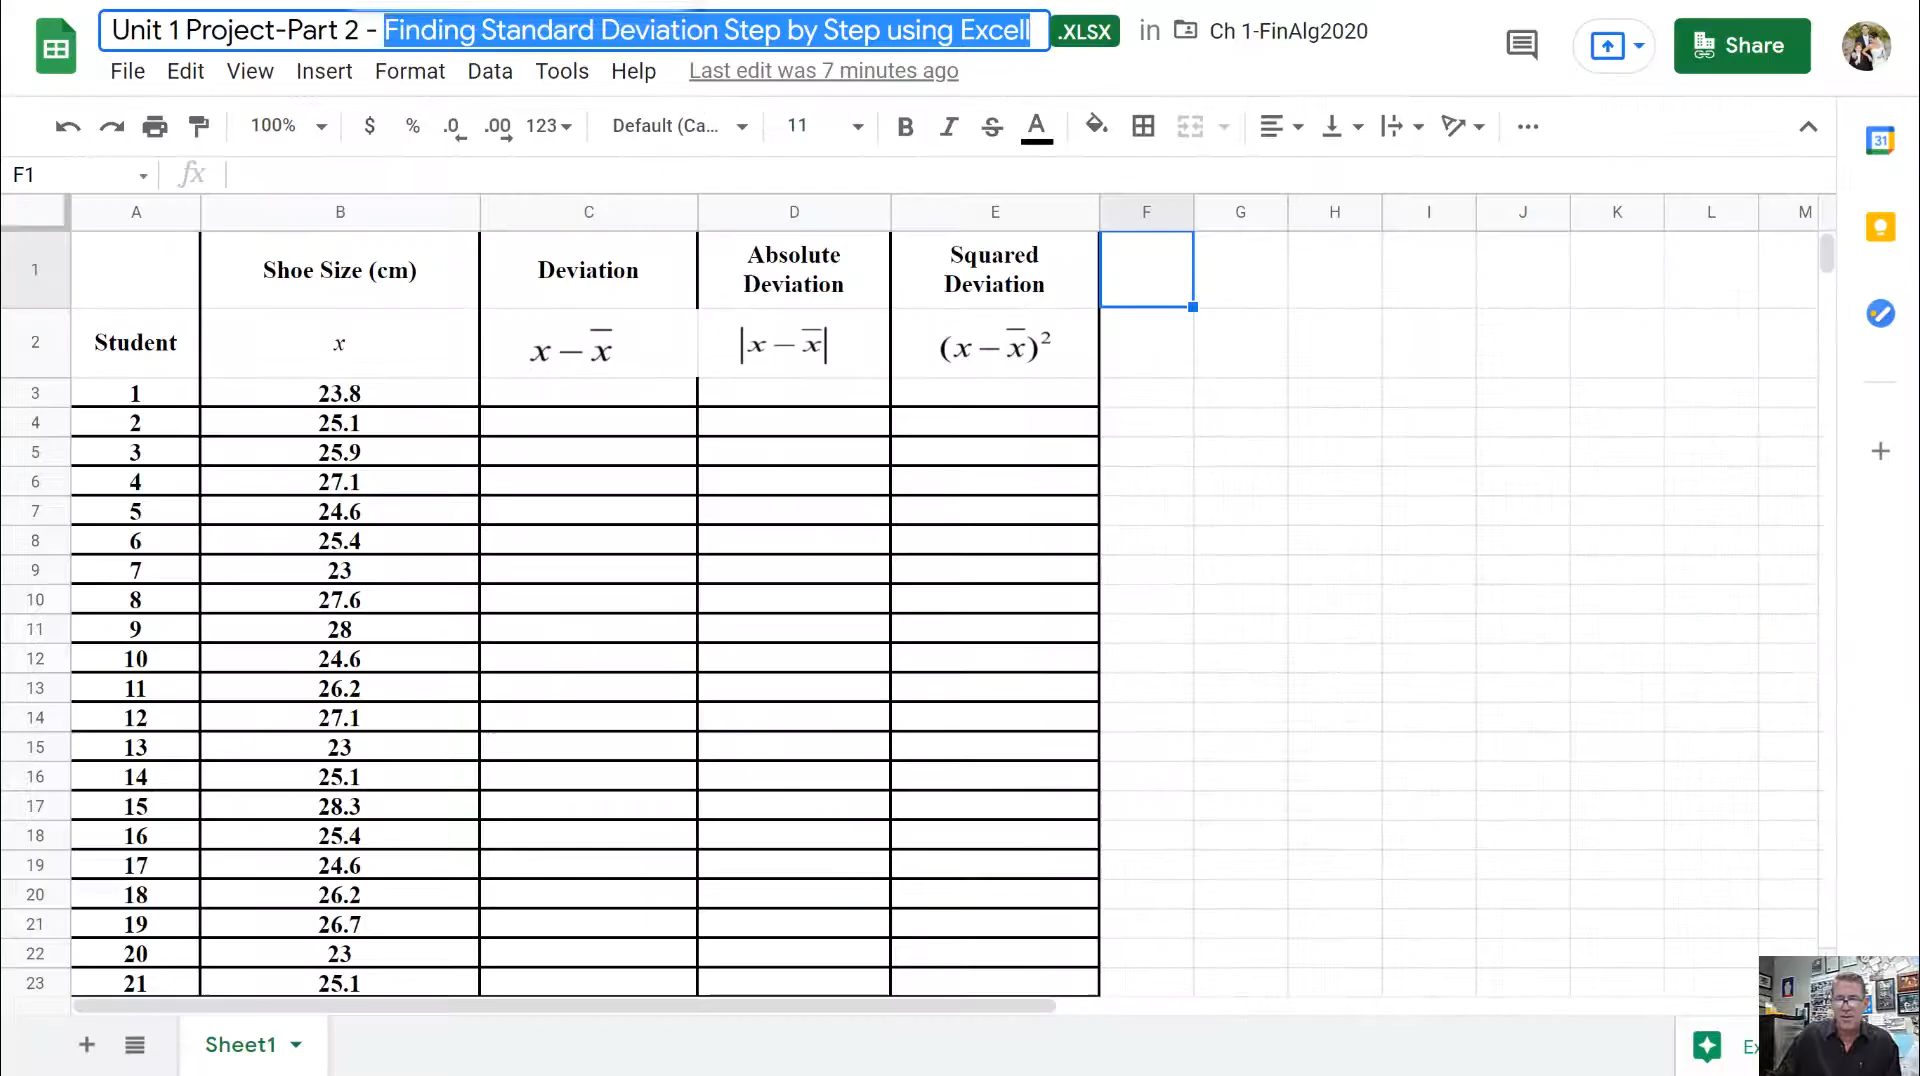 Unit 1 Project-Part 2 - Finding Standard Deviation Step by Step using Excell .XLSX in Ch 1-FinAlg2020
Share
File Edit View Insert Format Data Tools Help Last edit was 7 minutes ago
100% $ % .0 .00 123 Default (Ca... 11 B I S A
31
F1 fx
A B C D E F G H I J K L M
1 Shoe Size (cm) Deviation Absolute Deviation Squared Deviation
2 Student x x − x̅ |x − x̅| (x − x̅)²
3 1 23.8
4 2 25.1
5 3 25.9
6 4 27.1
7 5 24.6
8 6 25.4
9 7 23
10 8 27.6
11 9 28
12 10 24.6
13 11 26.2
14 12 27.1
15 13 23
16 14 25.1
17 15 28.3
18 16 25.4
19 17 24.6
20 18 26.2
21 19 26.7
22 20 23
23 21 25.1
Sheet1